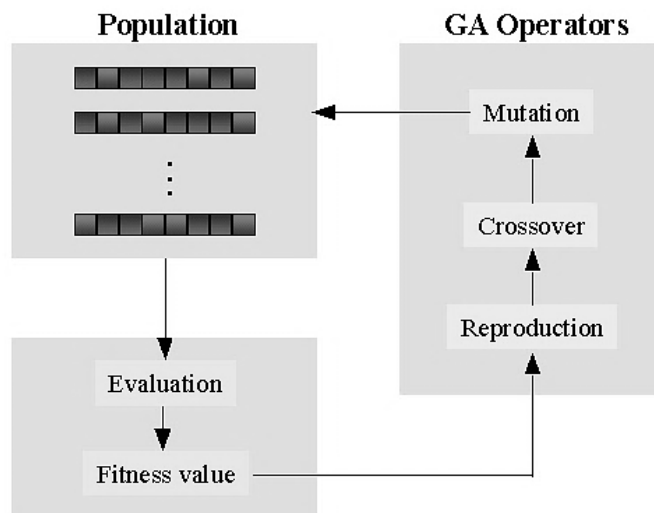 Population
GA Operators
Mutation
Crossover
Reproduction
Evaluation
Fitness value